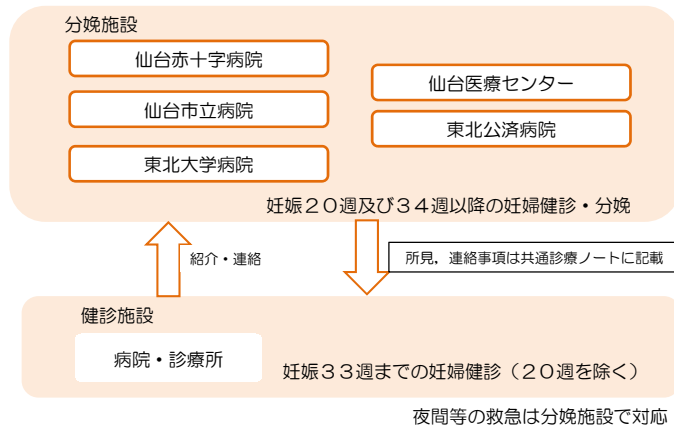 分娩施設
仙台赤十字病院
仙台医療センター
仙台市立病院
東北公済病院
東北大学病院
妊娠20週及び34週以降の妊婦健診・分娩
紹介・連絡
所見,連絡事項は共通診療ノートに記載
健診施設
病院・診療所
妊娠33週までの妊婦健診(20週を除く)
夜間等の救急は分娩施設で対応